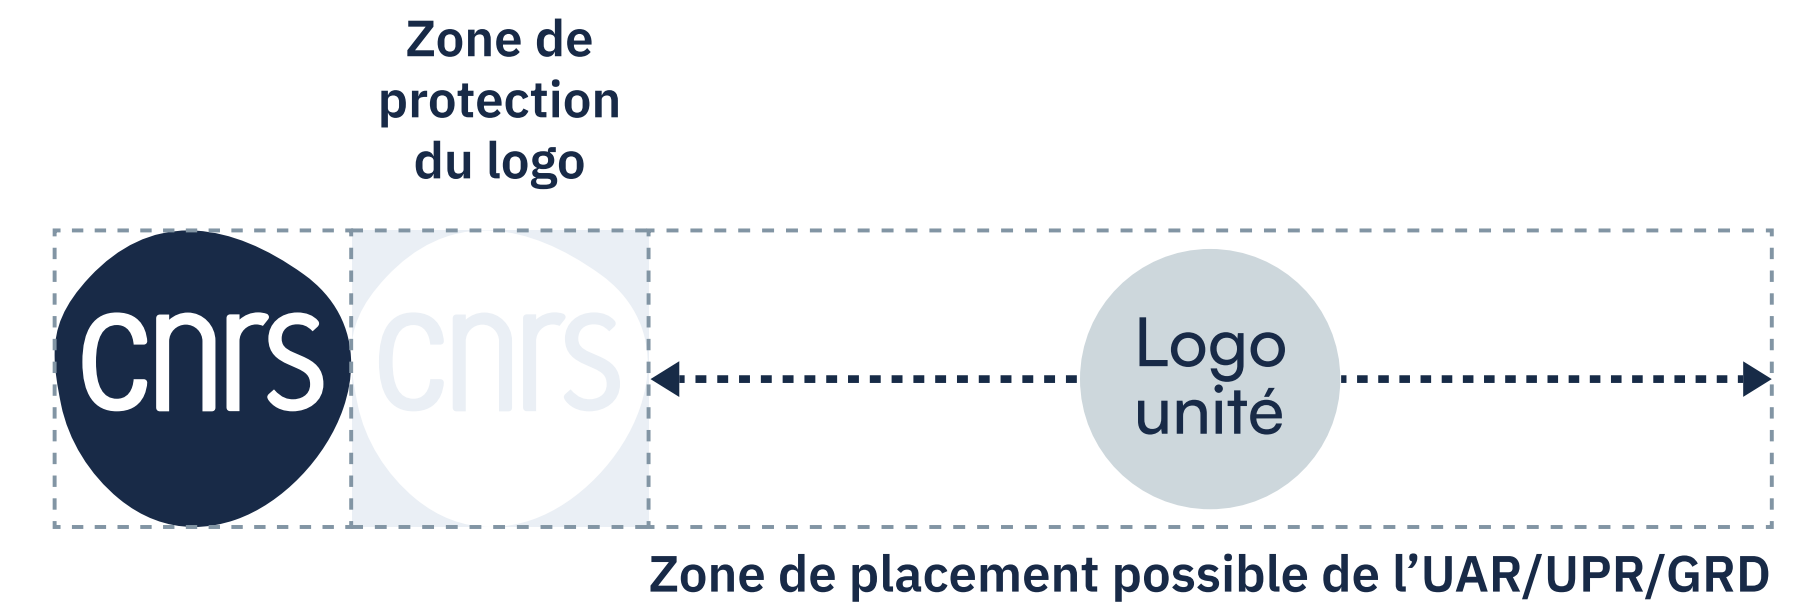 Zone de
protection
du logo
cnrs
cnrs
Logo
unité
Zone de placement possible de l’UAR/UPR/GRD